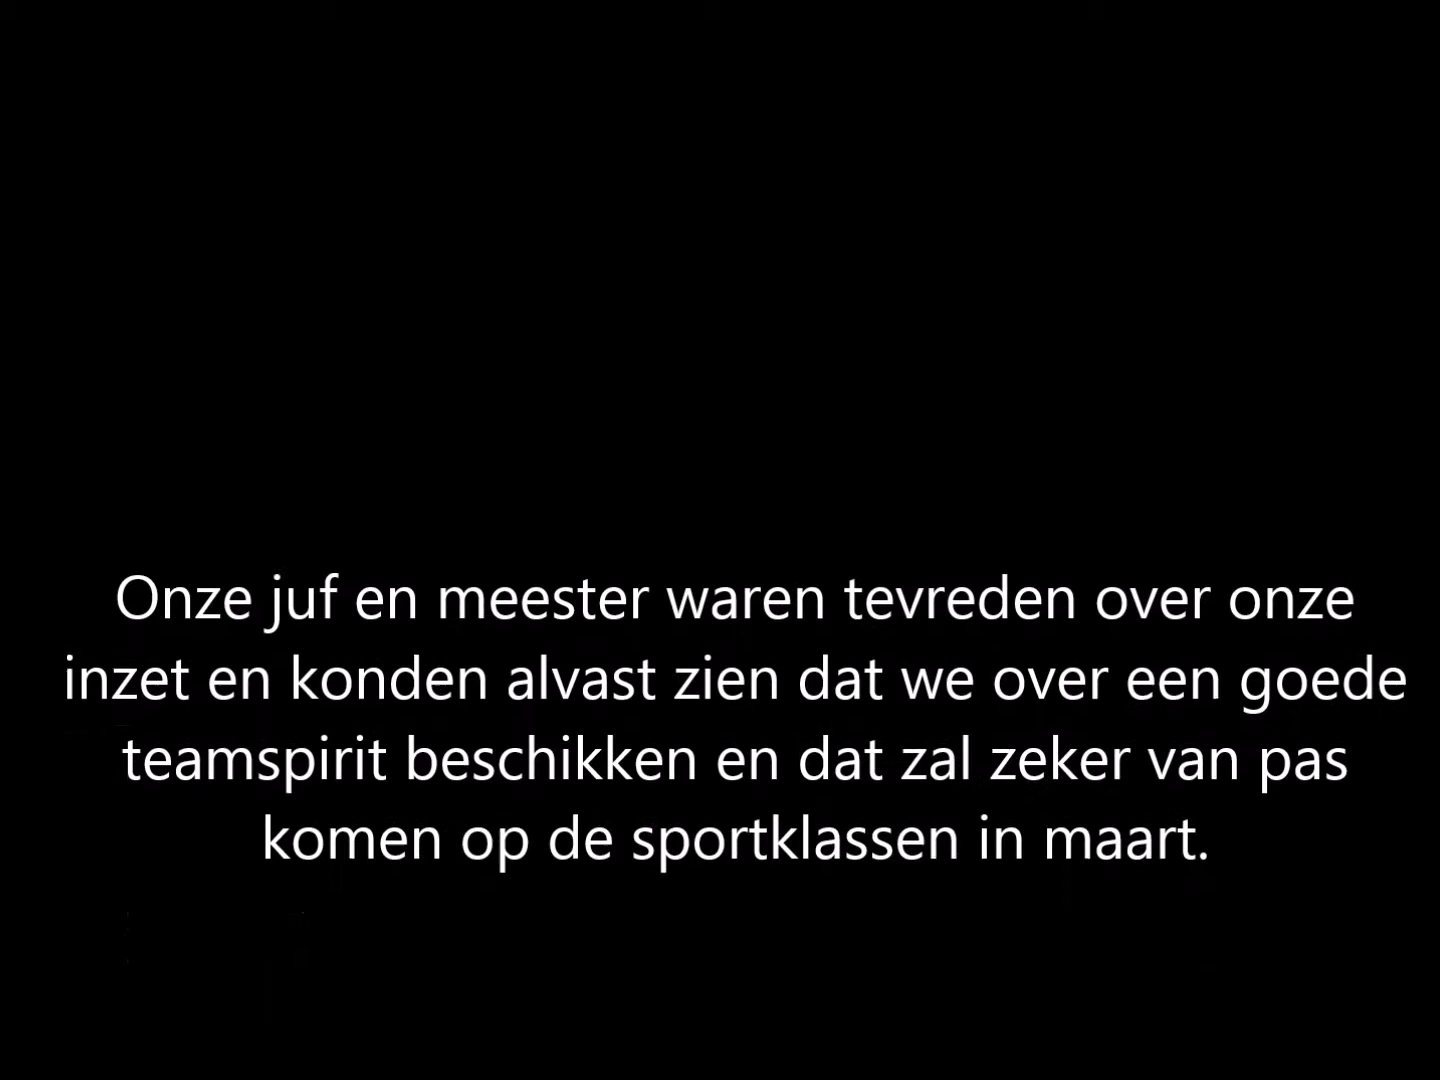 Onze juf en meester waren tevreden over onze
inzet en konden alvast zien dat we over een goede
teamspirit beschikken en dat zal zeker van pas
komen op de sportklassen in maart.